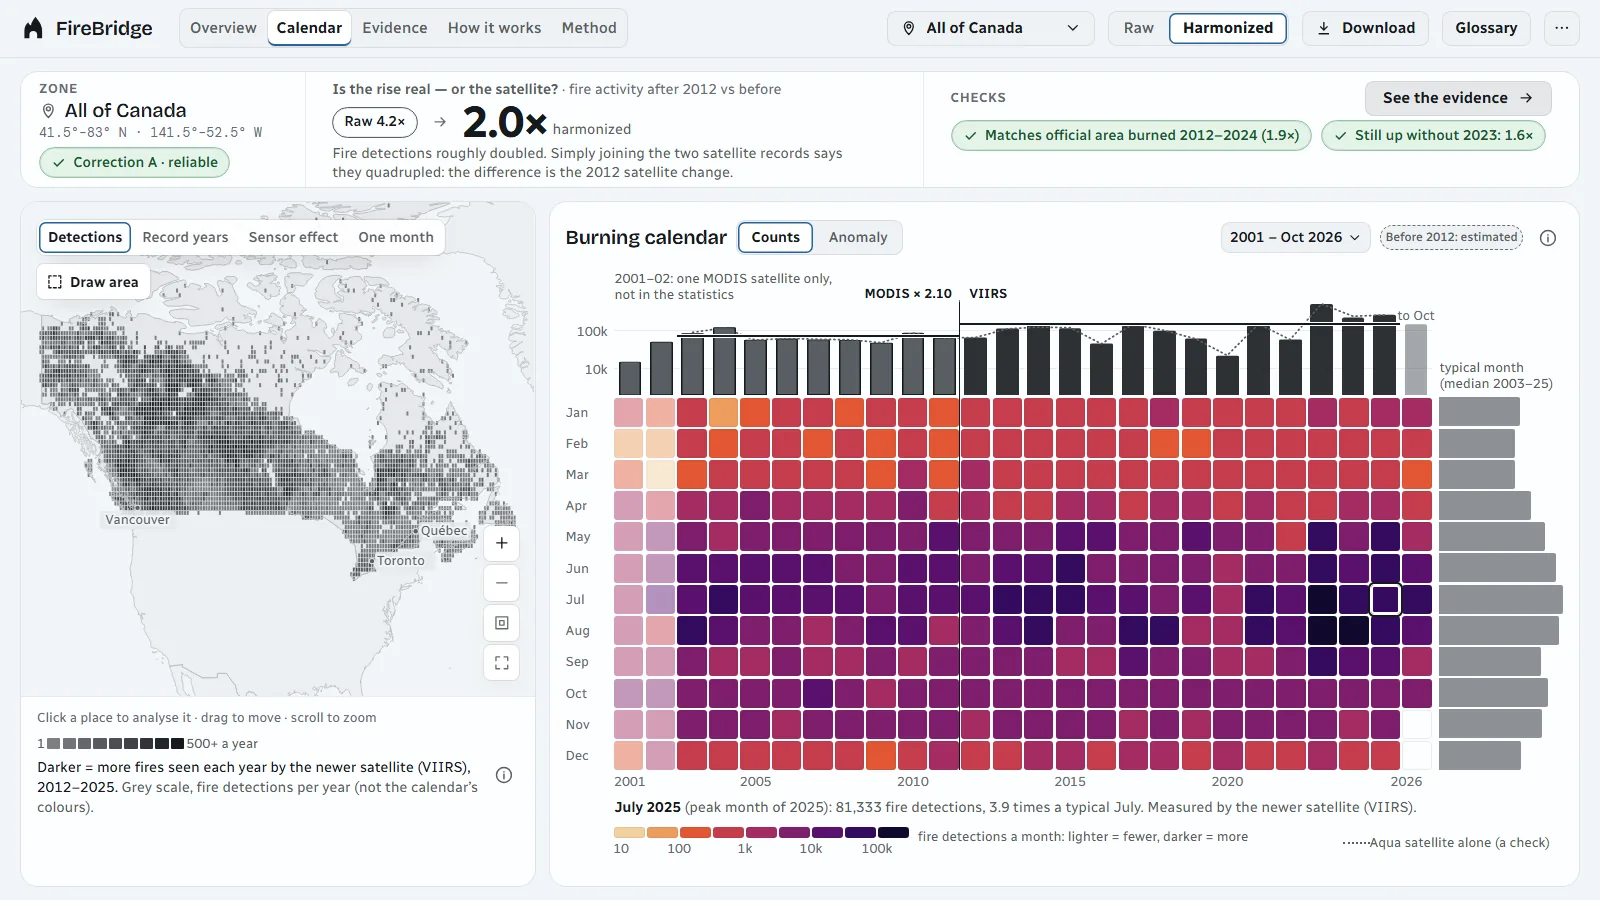 FireBridge
Overview
Calendar
Evidence
How it works
Method
All of Canada
Raw
Harmonized
Download
Glossary
ZONE
All of Canada
41.5°–83° N · 141.5°–52.5° W
Correction A · reliable
Is the rise real — or the satellite? · fire activity after 2012 vs before
Raw 4.2× → 2.0× harmonized
Fire detections roughly doubled. Simply joining the two satellite records says
they quadrupled: the difference is the 2012 satellite change.
CHECKS
See the evidence →
Matches official area burned 2012–2024 (1.9×)
Still up without 2023: 1.6×
Detections
Record years
Sensor effect
One month
Draw area
Vancouver
Québec
Toronto
Click a place to analyse it · drag to move · scroll to zoom
1 500+ a year
Darker = more fires seen each year by the newer satellite (VIIRS),
2012–2025. Grey scale, fire detections per year (not the calendar's
colours).
Burning calendar
Counts
Anomaly
2001 – Oct 2026
Before 2012: estimated
2001–02: one MODIS satellite only,
not in the statistics
MODIS × 2.10
VIIRS
to Oct
100k
10k
typical month
(median 2003–25)
Jan
Feb
Mar
Apr
May
Jun
Jul
Aug
Sep
Oct
Nov
Dec
2001
2005
2010
2015
2020
2026
July 2025 (peak month of 2025): 81,333 fire detections, 3.9 times a typical July. Measured by the newer satellite (VIIRS).
fire detections a month: lighter = fewer, darker = more
10
100
1k
10k
100k
Aqua satellite alone (a check)